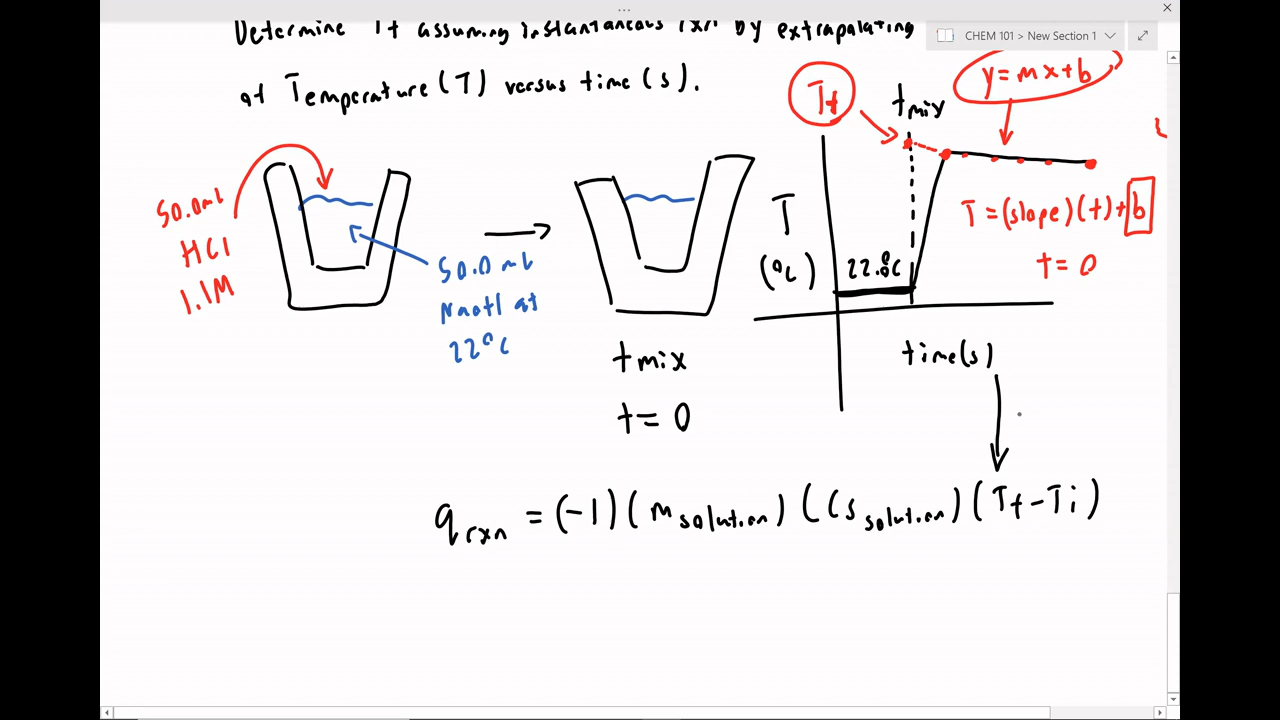 Determine Tf assuming instantaneous rxn by extrapolating
CHEM 101 > New Section 1
at Temperature (T) versus time (s).
Tf
tmix
y = mx + b
50.0 mL
HCl
1.1M
50.0 mL
NaOH at
22°C
tmix
t = 0
T
(°C)
22.°C
T = (slope)(t) + b
t = 0
time(s)
qrxn = (-1)(msolution)(Cssolution)(Tf - Ti)